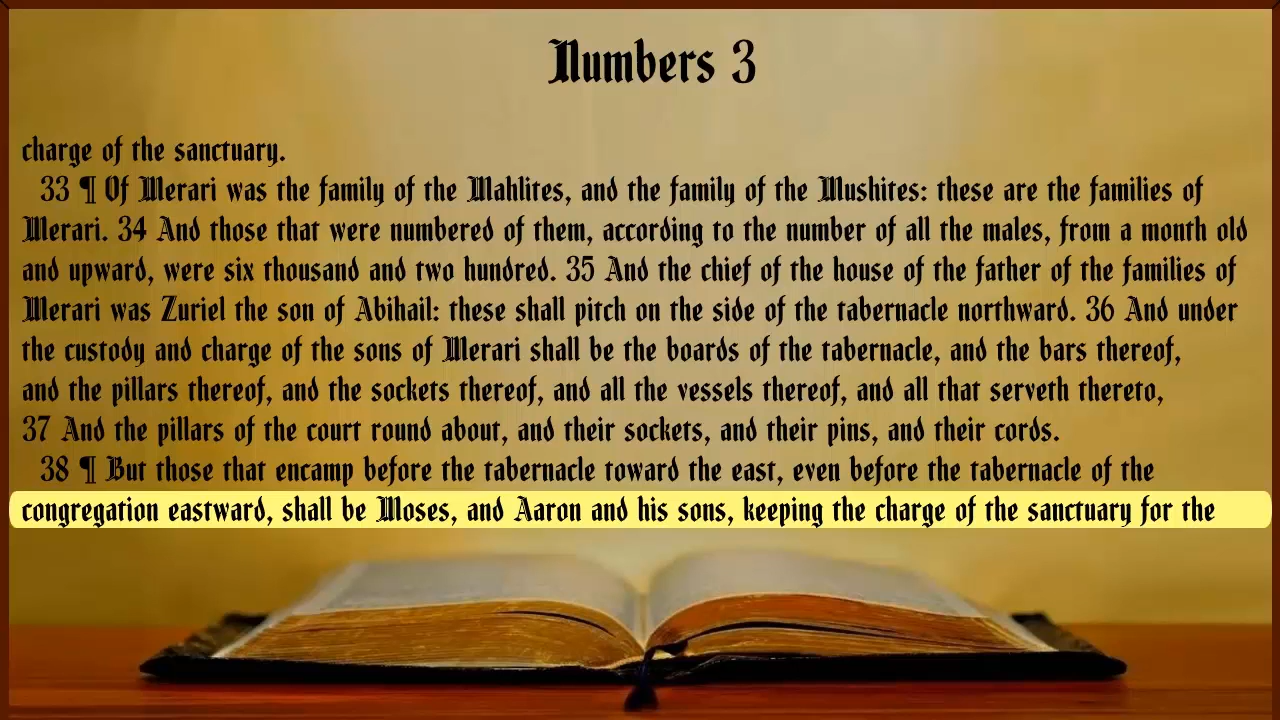 Numbers 3
charge of the sanctuary.
33 ¶ Of Merari was the family of the Mahlites, and the family of the Mushites: these are the families of
Merari. 34 And those that were numbered of them, according to the number of all the males, from a month old
and upward, were six thousand and two hundred. 35 And the chief of the house of the father of the families of
Merari was Zuriel the son of Abihail: these shall pitch on the side of the tabernacle northward. 36 And under
the custody and charge of the sons of Merari shall be the boards of the tabernacle, and the bars thereof,
and the pillars thereof, and the sockets thereof, and all the vessels thereof, and all that serveth thereto,
37 And the pillars of the court round about, and their sockets, and their pins, and their cords.
38 ¶ But those that encamp before the tabernacle toward the east, even before the tabernacle of the
congregation eastward, shall be Moses, and Aaron and his sons, keeping the charge of the sanctuary for the